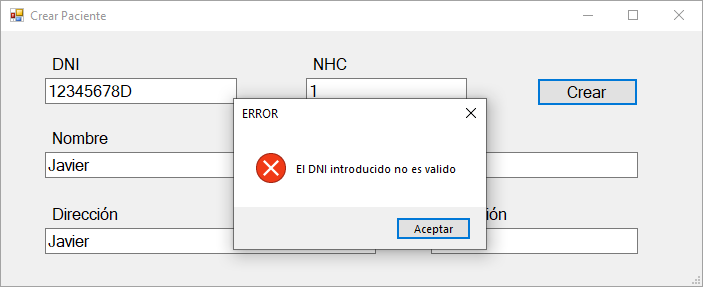 Crear Paciente
DNI
NHC
12345678D
1
Crear
ERROR
Nombre
Javier
El DNI introducido no es valido
Dirección
ión
Javier
Aceptar